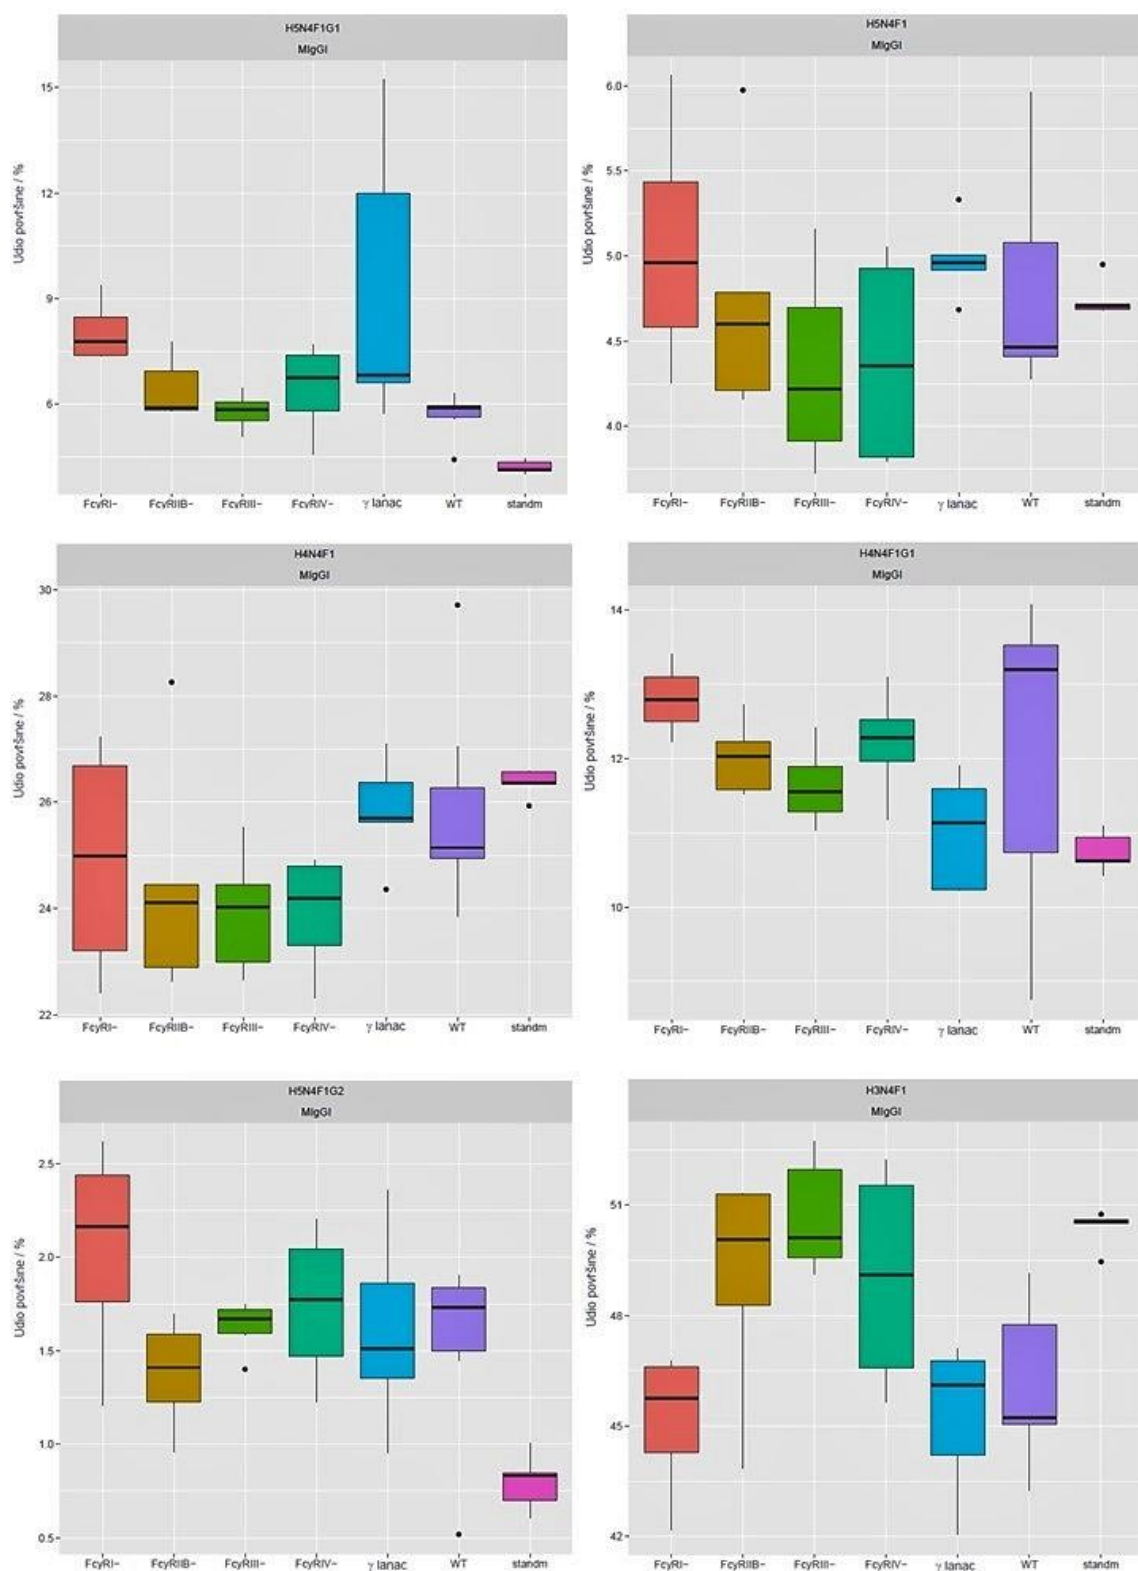 H5N4F1G1
MIgGI
Udio površine / %
15
12
9
6
FcγRI- FcγRIIB- FcγRIII- FcγRIV- γ lanac WT standm
H5N4F1
MIgGI
Udio površine / %
6.0
5.5
5.0
4.5
4.0
FcγRI- FcγRIIB- FcγRIII- FcγRIV- γ lanac WT standm
H4N4F1
MIgGI
Udio površine / %
30
28
26
24
22
FcγRI- FcγRIIB- FcγRIII- FcγRIV- γ lanac WT standm
H4N4F1G1
MIgGI
Udio površine / %
14
12
10
FcγRI- FcγRIIB- FcγRIII- FcγRIV- γ lanac WT standm
H5N4F1G2
MIgGI
Udio površine / %
2.5
2.0
1.5
1.0
0.5
FcγRI- FcγRIIB- FcγRIII- FcγRIV- γ lanac WT standm
H3N4F1
MIgGI
Udio površine / %
51
48
45
42
FcγRI- FcγRIIB- FcγRIII- FcγRIV- γ lanac WT standm